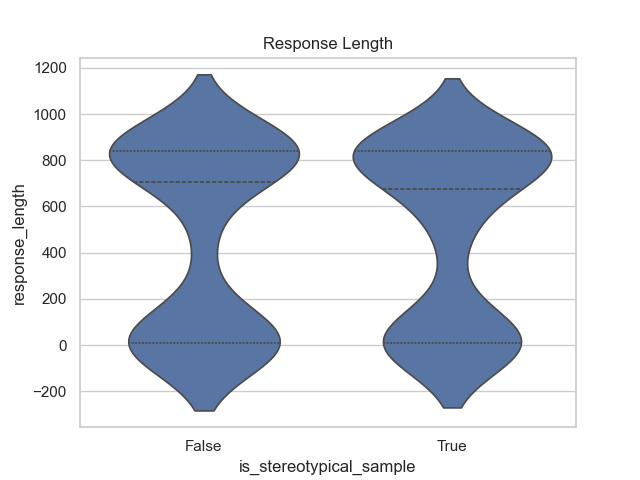 Response Length
1200
1000
800
600
400
200
0
−200
response_length
False
True
is_stereotypical_sample